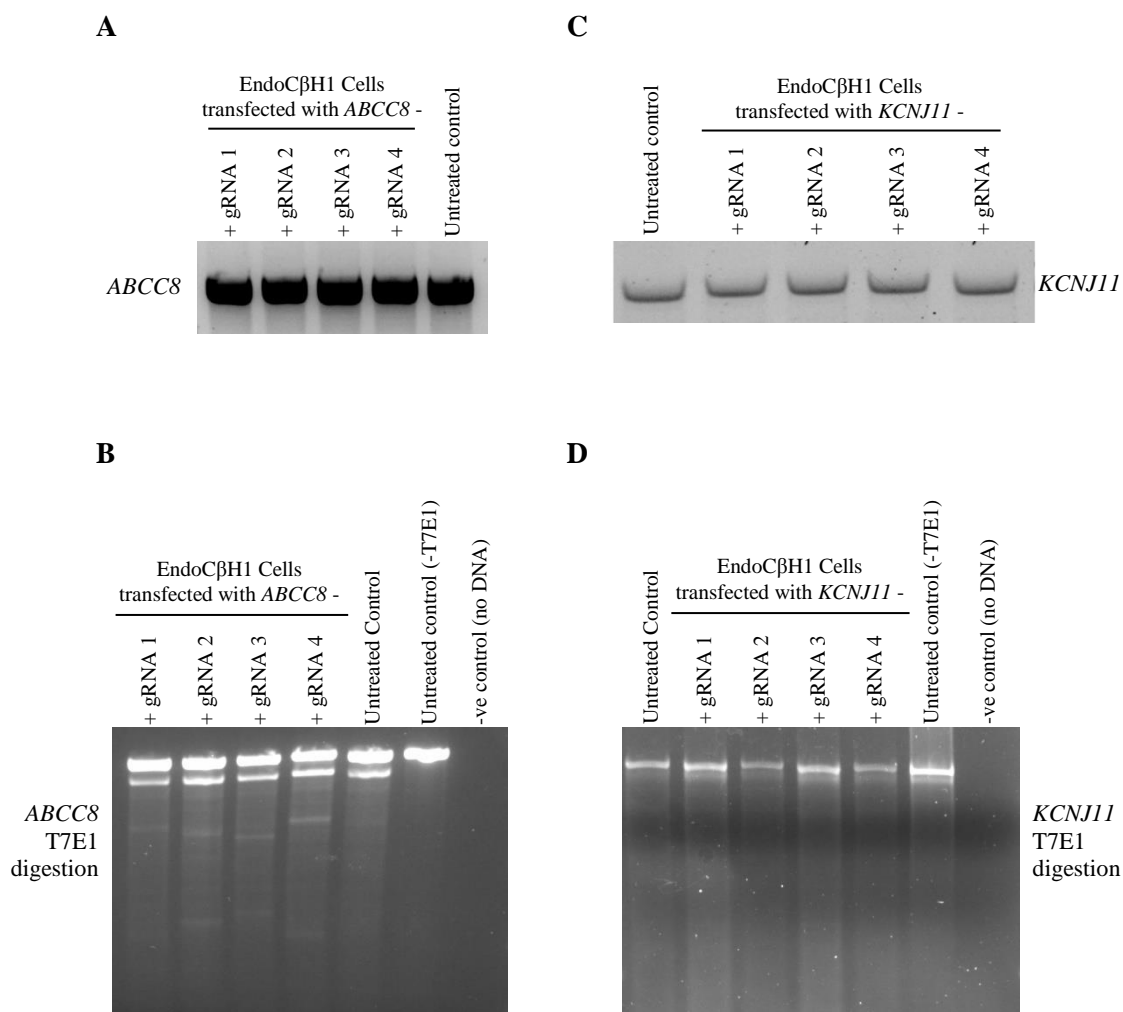 A
EndoCβH1 Cells
transfected with ABCC8 -
+ gRNA 1
+ gRNA 2
+ gRNA 3
+ gRNA 4
Untreated control
ABCC8
C
Untreated control
EndoCβH1 Cells
transfected with KCNJ11 -
+ gRNA 1
+ gRNA 2
+ gRNA 3
+ gRNA 4
KCNJ11
B
EndoCβH1 Cells
transfected with ABCC8 -
+ gRNA 1
+ gRNA 2
+ gRNA 3
+ gRNA 4
Untreated Control
Untreated control (-T7E1)
-ve control (no DNA)
ABCC8
T7E1
digestion
D
Untreated Control
EndoCβH1 Cells
transfected with KCNJ11 -
+ gRNA 1
+ gRNA 2
+ gRNA 3
+ gRNA 4
Untreated control (-T7E1)
-ve control (no DNA)
KCNJ11
T7E1
digestion